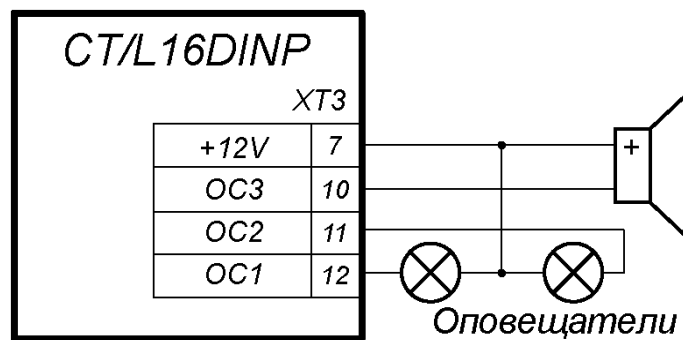 CT/L16DINP
XT3
+12V 7
OC3 10
OC2 11
OC1 12
+
Оповещатели